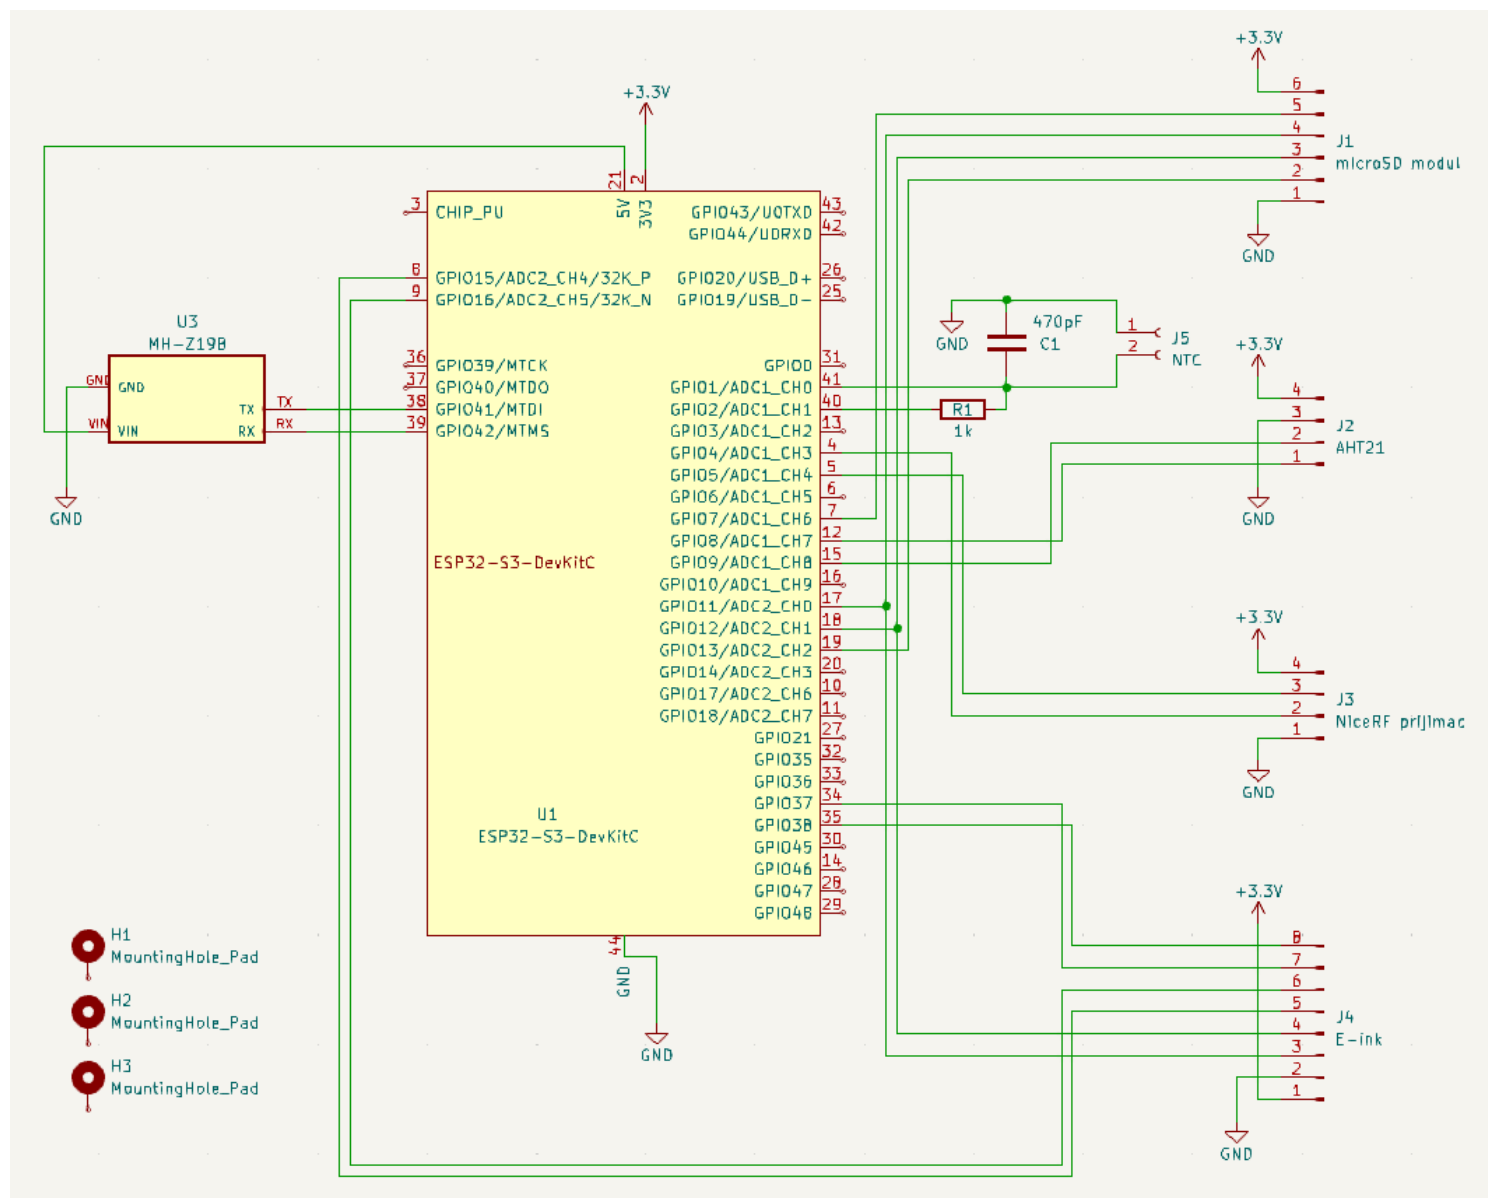 +3.3V
6
5
4
3
2
1
J1
microSD modul
GND
+3.3V
21
2
5V
3V3
3
CHIP_PU
GPIO43/U0TXD
43
GPIO44/U0RXD
42
8
GPIO15/ADC2_CH4/32K_P
GPIO20/USB_D+
26
9
GPIO16/ADC2_CH5/32K_N
GPIO19/USB_D-
25
U3
MH-Z19B
GND
GND
VIN
VIN
TX
TX
RX
RX
GND
36
GPIO39/MTCK
37
GPIO40/MTDO
38
GPIO41/MTDI
39
GPIO42/MTMS
GPIO0
31
GPIO1/ADC1_CH0
41
GPIO2/ADC1_CH1
40
GPIO3/ADC1_CH2
13
GPIO4/ADC1_CH3
4
GPIO5/ADC1_CH4
5
GPIO6/ADC1_CH5
6
GPIO7/ADC1_CH6
7
GPIO8/ADC1_CH7
12
GPIO9/ADC1_CH8
15
GPIO10/ADC1_CH9
16
GPIO11/ADC2_CH0
17
GPIO12/ADC2_CH1
18
GPIO13/ADC2_CH2
19
GPIO14/ADC2_CH3
20
GPIO17/ADC2_CH6
10
GPIO18/ADC2_CH7
11
GPIO21
27
GPIO35
32
GPIO36
33
GPIO37
34
GPIO38
35
GPIO45
30
GPIO46
14
GPIO47
28
GPIO48
29
ESP32-S3-DevKitC
U1
ESP32-S3-DevKitC
44
GND
GND
GND
470pF
C1
R1
1k
1
2
J5
NTC
+3.3V
4
3
2
1
J2
AHT21
GND
+3.3V
4
3
2
1
J3
NiceRF prijimac
GND
+3.3V
8
7
6
5
4
3
2
1
J4
E-ink
GND
H1
MountingHole_Pad
H2
MountingHole_Pad
H3
MountingHole_Pad